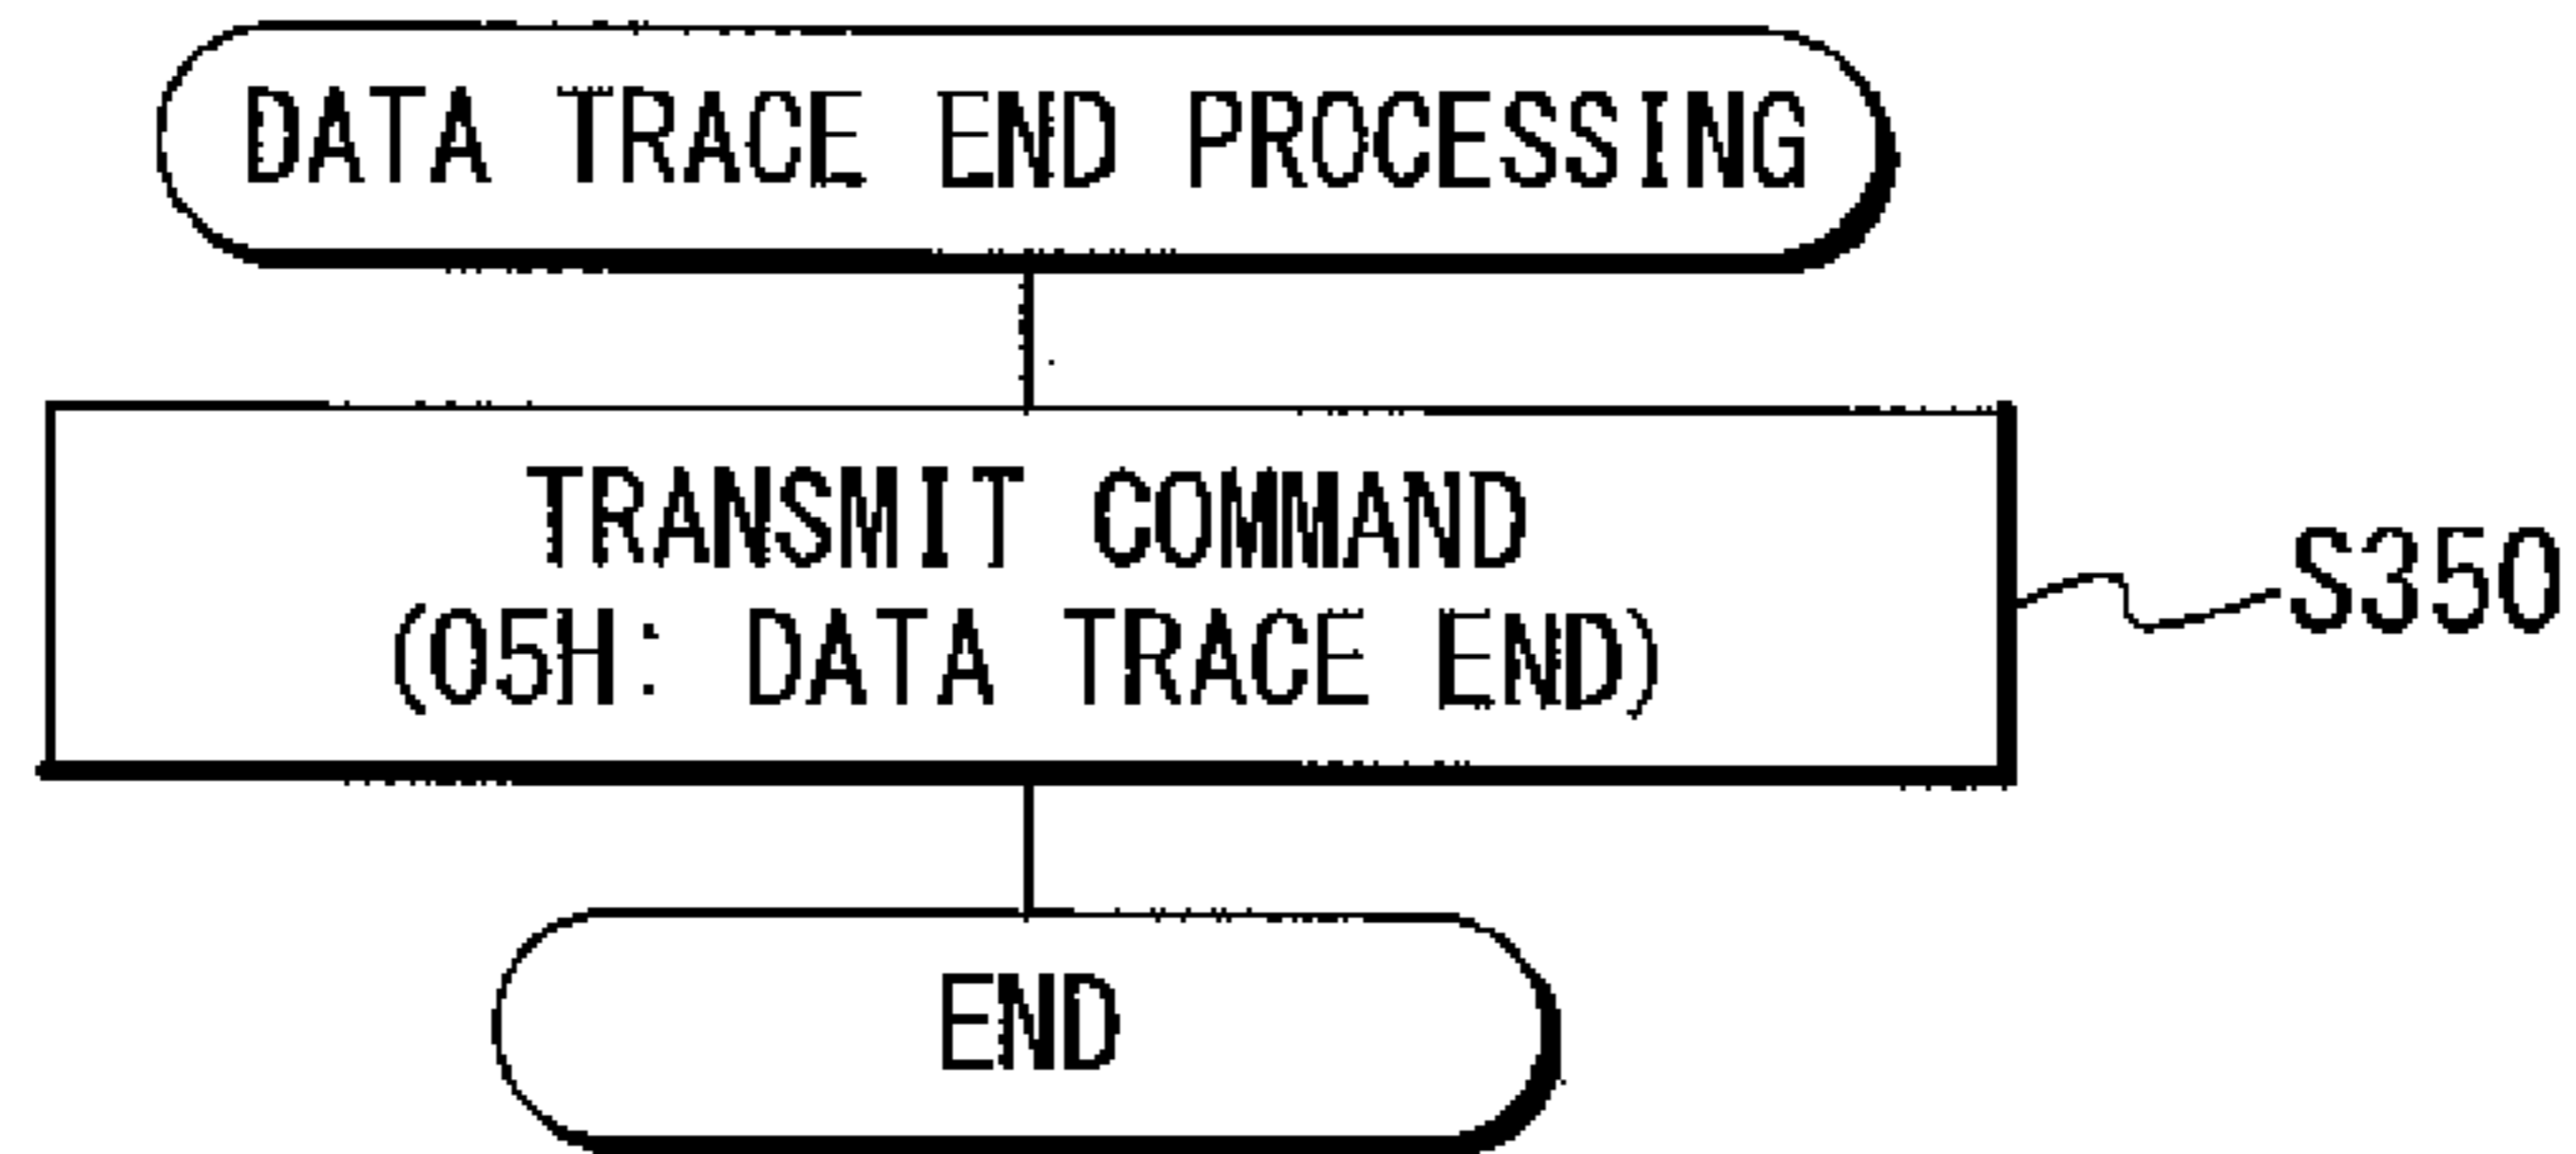 DATA TRACE END PROCESSING
TRANSMIT COMMAND
(05H: DATA TRACE END)
S350
END